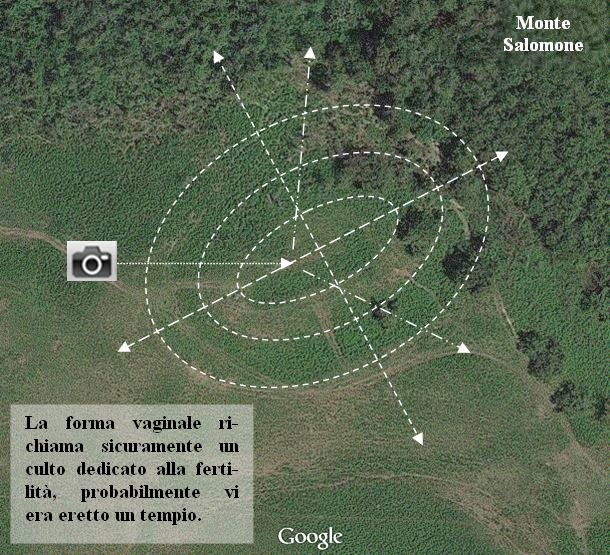 Monte
Salomone
La forma vaginale ri-
chiama sicuramente un
culto dedicato alla ferti-
lità, probabilmente vi
era eretto un tempio.
Google